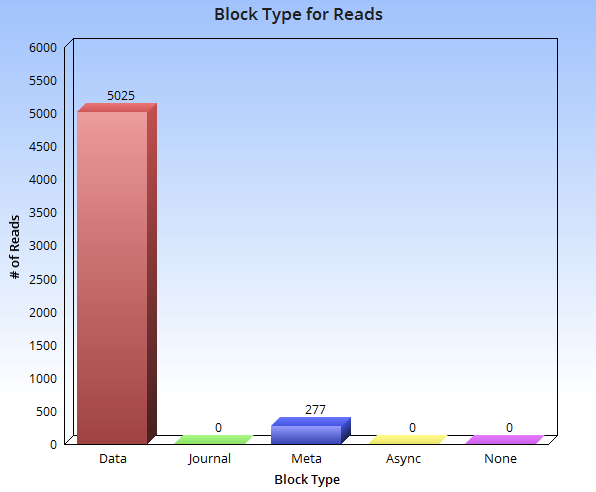 Block Type for Reads
# of Reads
6000
5500
5000
4500
4000
3500
3000
2500
2000
1500
1000
500
0
5025
0
277
0
0
Data
Journal
Meta
Async
None
Block Type